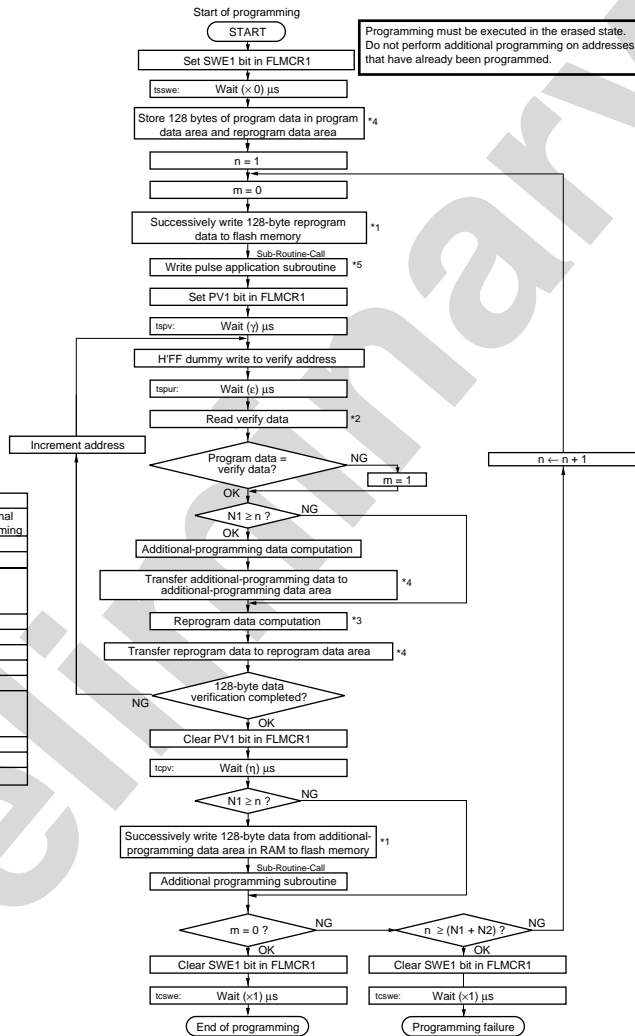 Start of programming
START
Programming must be executed in the erased state.
Do not perform additional programming on addresses
that have already been programmed.
Set SWE1 bit in FLMCR1
tsswe: Wait (× 0) μs
Store 128 bytes of program data in program
data area and reprogram data area
*4
n = 1
m = 0
Successively write 128-byte reprogram
data to flash memory
*1
Sub-Routine-Call
Write pulse application subroutine
*5
Set PV1 bit in FLMCR1
tspv: Wait (γ) μs
H'FF dummy write to verify address
tspur: Wait (ε) μs
Read verify data
*2
Increment address
Program data =
verify data?
NG
m = 1
OK
n ← n + 1
N1 ≥ n ?
NG
OK
Additional-programming data computation
Transfer additional-programming data to
additional-programming data area
*4
Reprogram data computation
*3
Transfer reprogram data to reprogram data area
*4
128-byte data
verification completed?
NG
OK
Clear PV1 bit in FLMCR1
tcpv: Wait (η) μs
N1 ≥ n ?
NG
Successively write 128-byte data from additional-
programming data area in RAM to flash memory
*1
Sub-Routine-Call
Additional programming subroutine
m = 0 ?
NG
n ≥ (N1 + N2) ?
NG
OK
OK
Clear SWE1 bit in FLMCR1
Clear SWE1 bit in FLMCR1
tcswe: Wait (×1) μs
tcswe: Wait (×1) μs
End of programming
Programming failure
nal
ming
eliminary